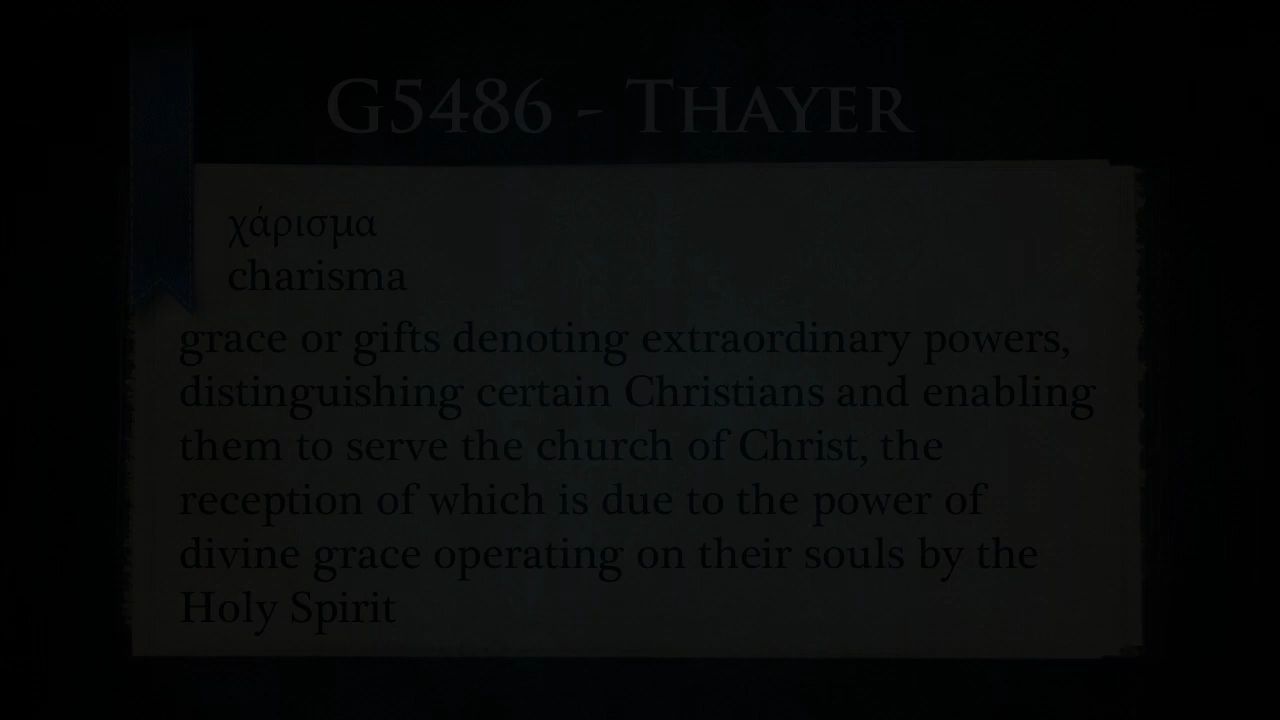 G5486 - THAYER
χάρισμα
charisma
grace or gifts denoting extraordinary powers,
distinguishing certain Christians and enabling
them to serve the church of Christ, the
reception of which is due to the power of
divine grace operating on their souls by the
Holy Spirit